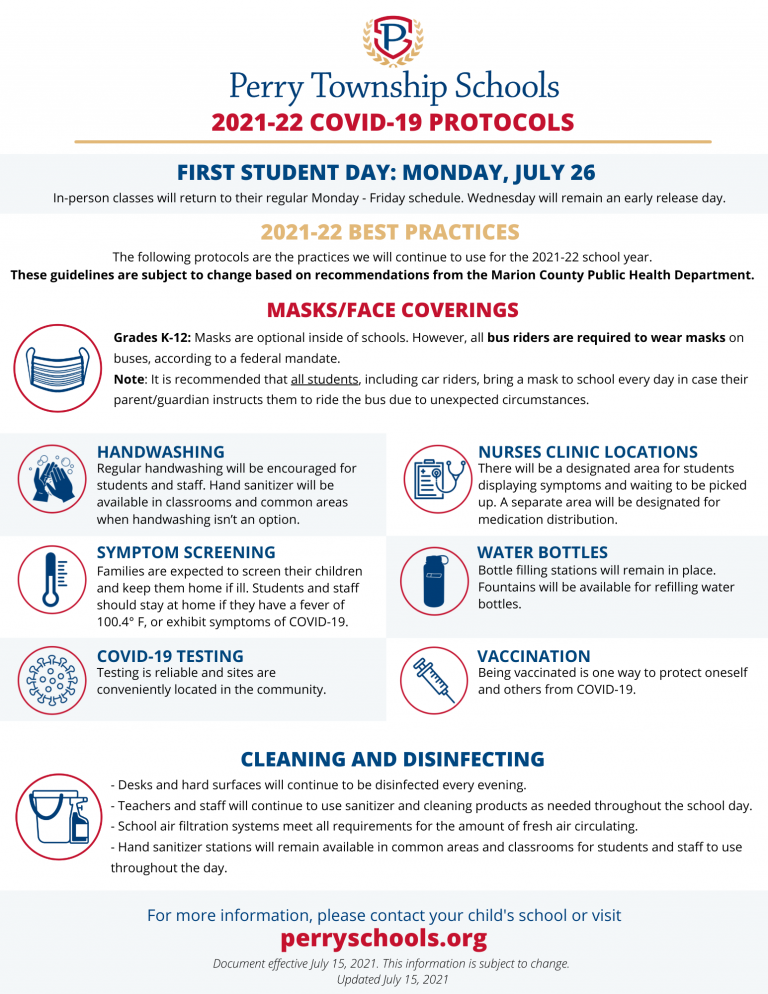 P
Perry Township Schools
2021-22 COVID-19 PROTOCOLS
FIRST STUDENT DAY: MONDAY, JULY 26
In-person classes will return to their regular Monday - Friday schedule. Wednesday will remain an early release day.
2021-22 BEST PRACTICES
The following protocols are the practices we will continue to use for the 2021-22 school year.
These guidelines are subject to change based on recommendations from the Marion County Public Health Department.
MASKS/FACE COVERINGS
Grades K-12: Masks are optional inside of schools. However, all bus riders are required to wear masks on
buses, according to a federal mandate.
Note: It is recommended that all students, including car riders, bring a mask to school every day in case their
parent/guardian instructs them to ride the bus due to unexpected circumstances.
HANDWASHING
Regular handwashing will be encouraged for
students and staff. Hand sanitizer will be
available in classrooms and common areas
when handwashing isn't an option.
NURSES CLINIC LOCATIONS
There will be a designated area for students
displaying symptoms and waiting to be picked
up. A separate area will be designated for
medication distribution.
SYMPTOM SCREENING
Families are expected to screen their children
and keep them home if ill. Students and staff
should stay at home if they have a fever of
100.4° F, or exhibit symptoms of COVID-19.
WATER BOTTLES
Bottle filling stations will remain in place.
Fountains will be available for refilling water
bottles.
COVID-19 TESTING
Testing is reliable and sites are
conveniently located in the community.
VACCINATION
Being vaccinated is one way to protect oneself
and others from COVID-19.
CLEANING AND DISINFECTING
- Desks and hard surfaces will continue to be disinfected every evening.
- Teachers and staff will continue to use sanitizer and cleaning products as needed throughout the school day.
- School air filtration systems meet all requirements for the amount of fresh air circulating.
- Hand sanitizer stations will remain available in common areas and classrooms for students and staff to use
throughout the day.
For more information, please contact your child's school or visit
perryschools.org
Document effective July 15, 2021. This information is subject to change.
Updated July 15, 2021